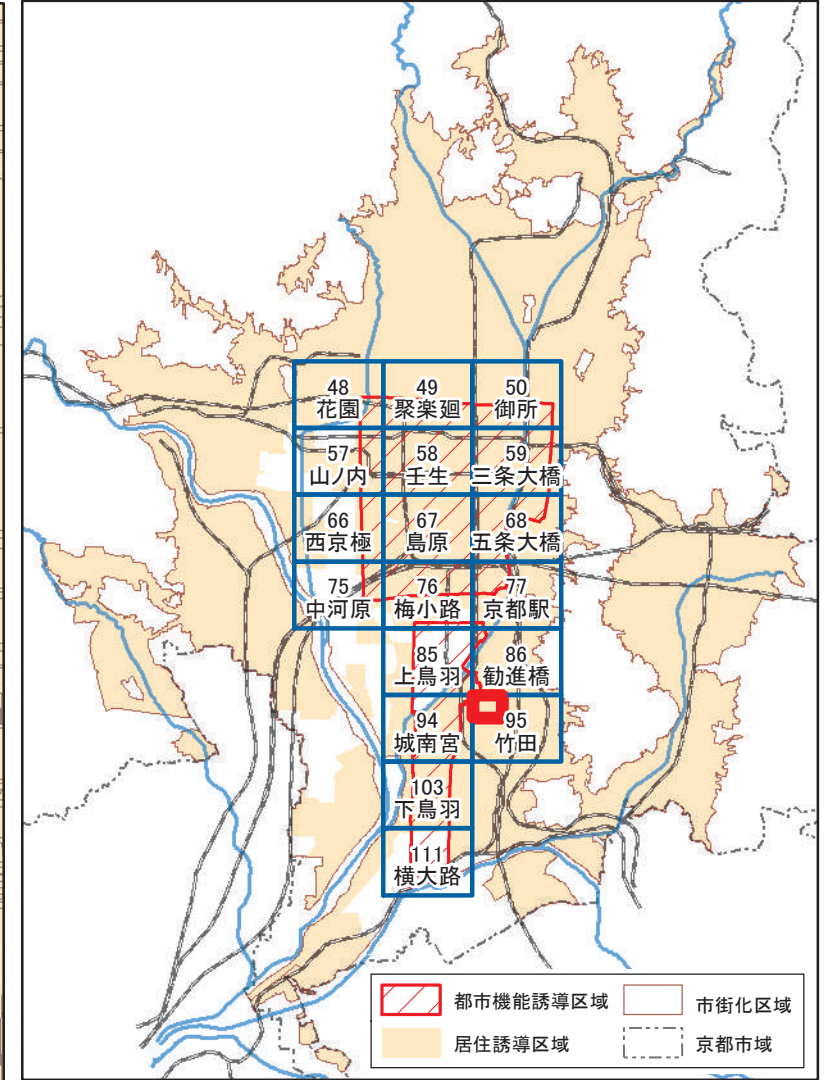 48
花園
49
聚楽廻
50
御所
57
山ノ内
58
壬生
59
三条大橋
66
西京極
67
島原
68
五条大橋
75
中河原
76
梅小路
77
京都駅
85
上鳥羽
86
勧進橋
94
城南宮
95
竹田
103
下鳥羽
111
横大路
都市機能誘導区域
市街化区域
居住誘導区域
京都市域